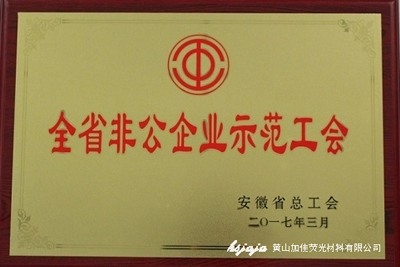 全省非公企业示范工会
安徽省总工会
二〇一七年三月
hsjiajia 黄山加佳荧光材料有限公司